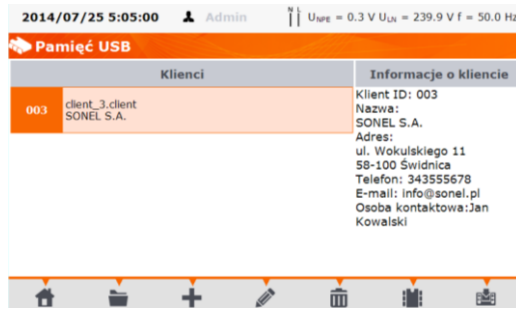 2014/07/25 5:05:00 Admin N L UNPE = 0.3 V ULN = 239.9 V f = 50.0 Hz
Pamięć USB
Klienci
Informacje o kliencie
003
client_3.client
SONEL S.A.
Klient ID: 003
Nazwa:
SONEL S.A.
Adres:
ul. Wokulskiego 11
58-100 Świdnica
Telefon: 343555678
E-mail: info@sonel.pl
Osoba kontaktowa:Jan
Kowalski